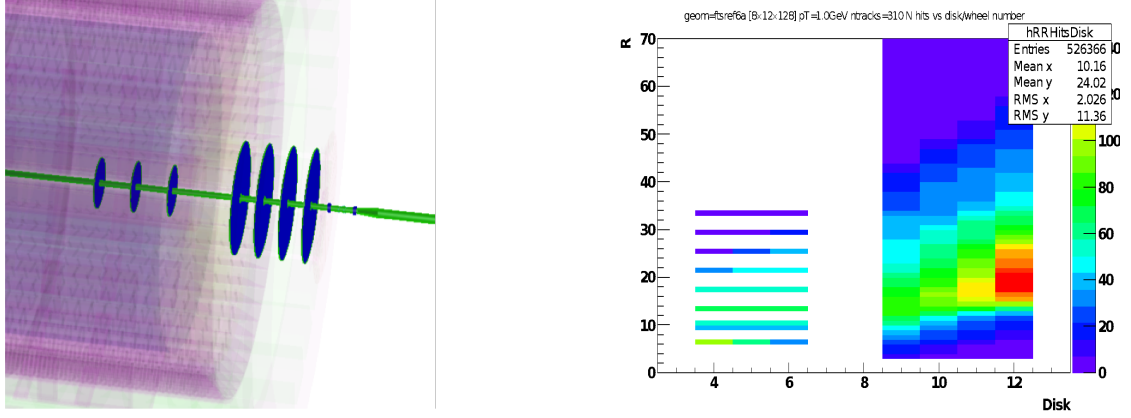 geom=ftsref6a [8×12×128] pT=1.0GeV ntracks=310 N hits vs disk/wheel number
hRRHitsDisk
Entries 526366
Mean x 10.16
Mean y 24.02
RMS x 2.026
RMS y 11.36
R
70
60
50
40
30
20
10
0
4 6 8 10 12
Disk
100
80
60
40
20
0